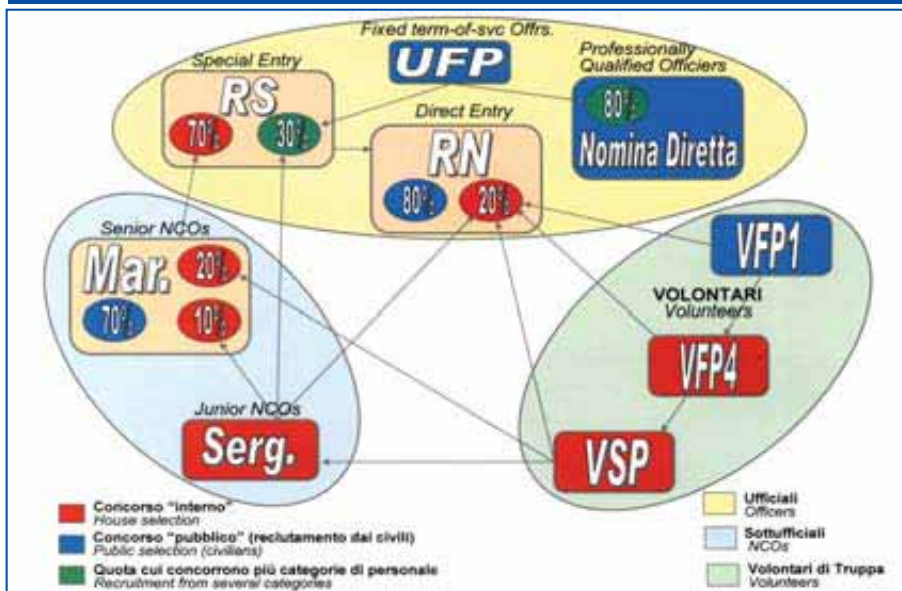 Fixed term-of-svc Offrs.
UFP
Special Entry
RS
70%
30%
Direct Entry
RN
80%
20%
Professionally
Qualified Officiers
80%
Nomina Diretta
Senior NCOs
Mar.
20%
70%
10%
Junior NCOs
Serg.
VFP1
VOLONTARI
Volunteers
VFP4
VSP
Concorso "interno"
House selection
Concorso "pubblico" (reclutamento dai civili)
Public selection (civilians)
Quota cui concorrono più categorie di personale
Recruitment from several categories
Ufficiali
Officers
Sottufficiali
NCOs
Volontari di Truppa
Volunteers